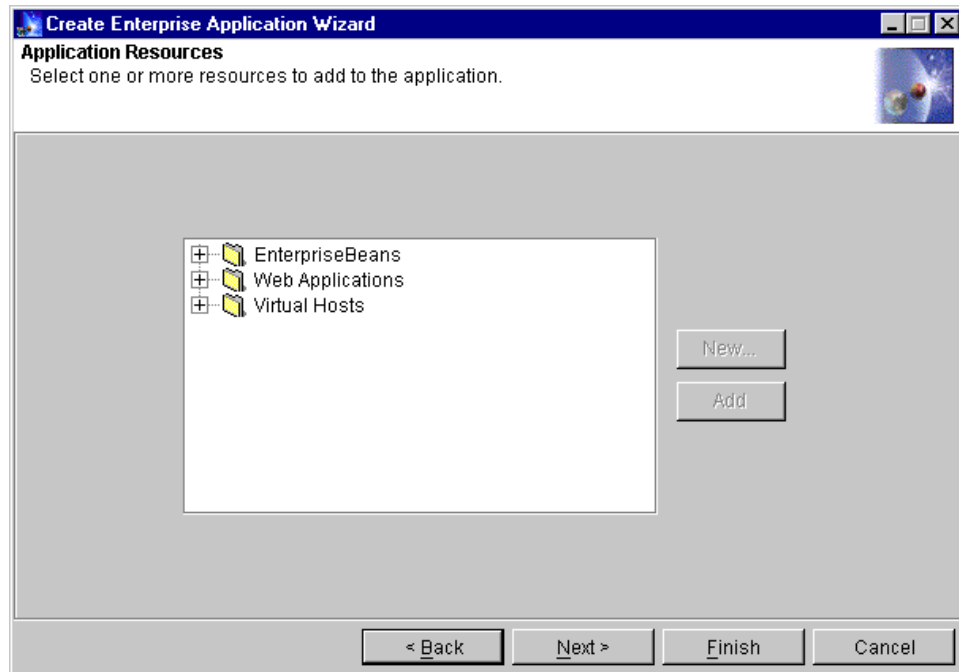 Create Enterprise Application Wizard
Application Resources
Select one or more resources to add to the application.
EnterpriseBeans
Web Applications
Virtual Hosts
New...
Add
< Back Next > Finish Cancel